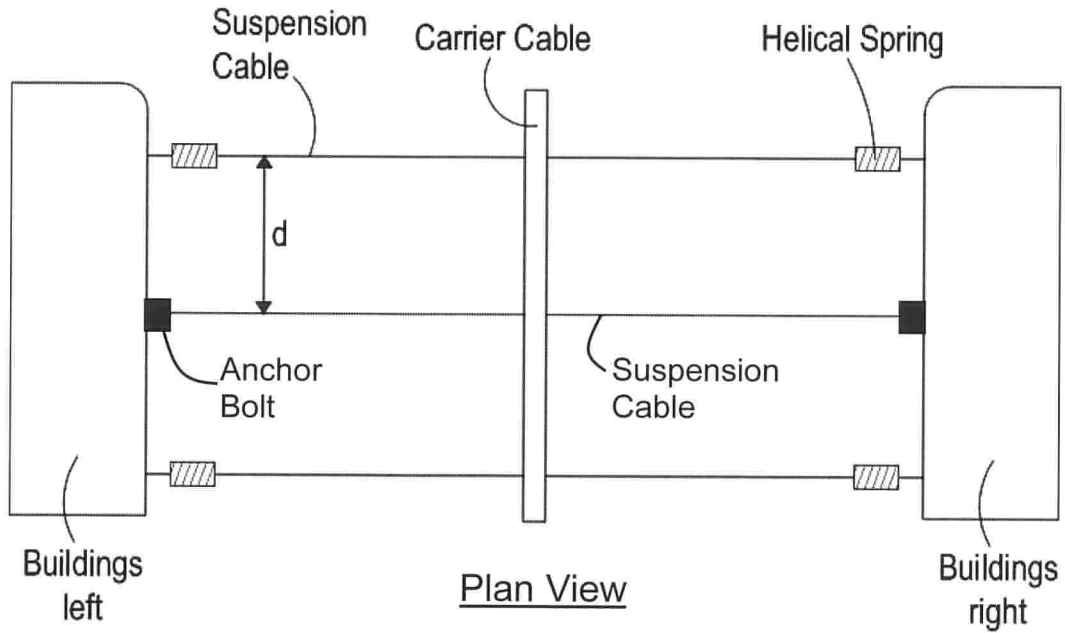 Suspension
Cable
Carrier Cable
Helical Spring
d
Anchor
Bolt
Suspension
Cable
Buildings
left
Plan View
Buildings
right